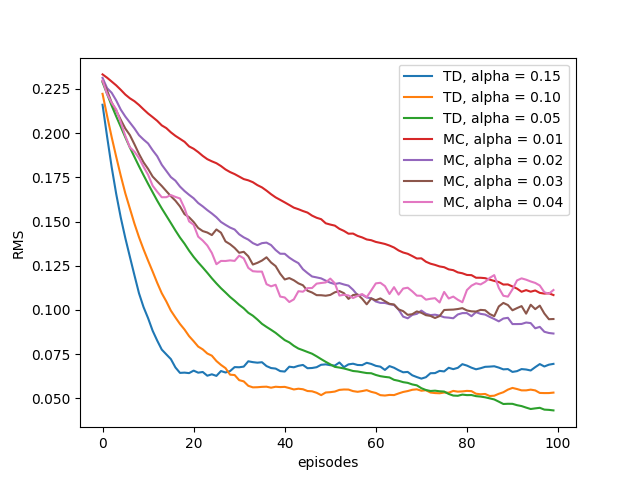 0.225
0.200
0.175
0.150
0.125
0.100
0.075
0.050
RMS
0 20 40 60 80 100
episodes
TD, alpha = 0.15
TD, alpha = 0.10
TD, alpha = 0.05
MC, alpha = 0.01
MC, alpha = 0.02
MC, alpha = 0.03
MC, alpha = 0.04